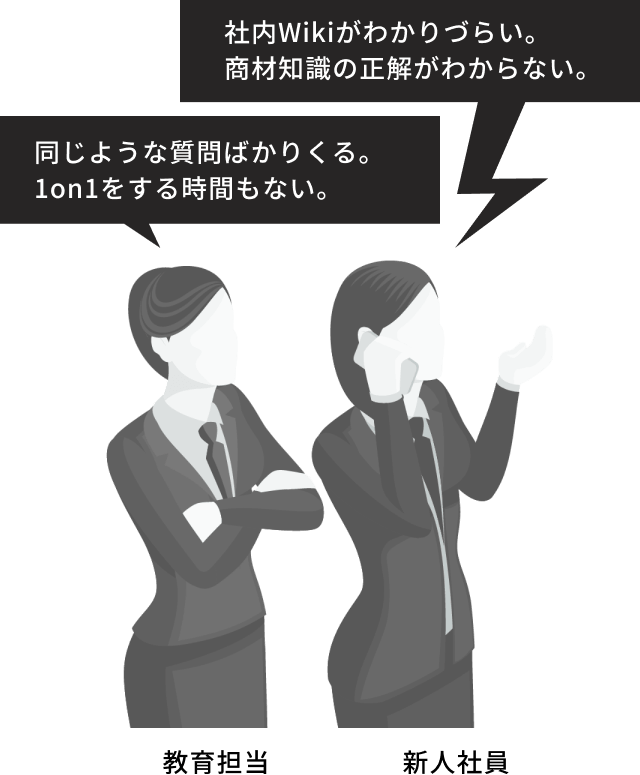 社内Wikiがわかりづらい。
商材知識の正解がわからない。
同じような質問ばかりくる。
1on1をする時間もない。
教育担当
新人社員